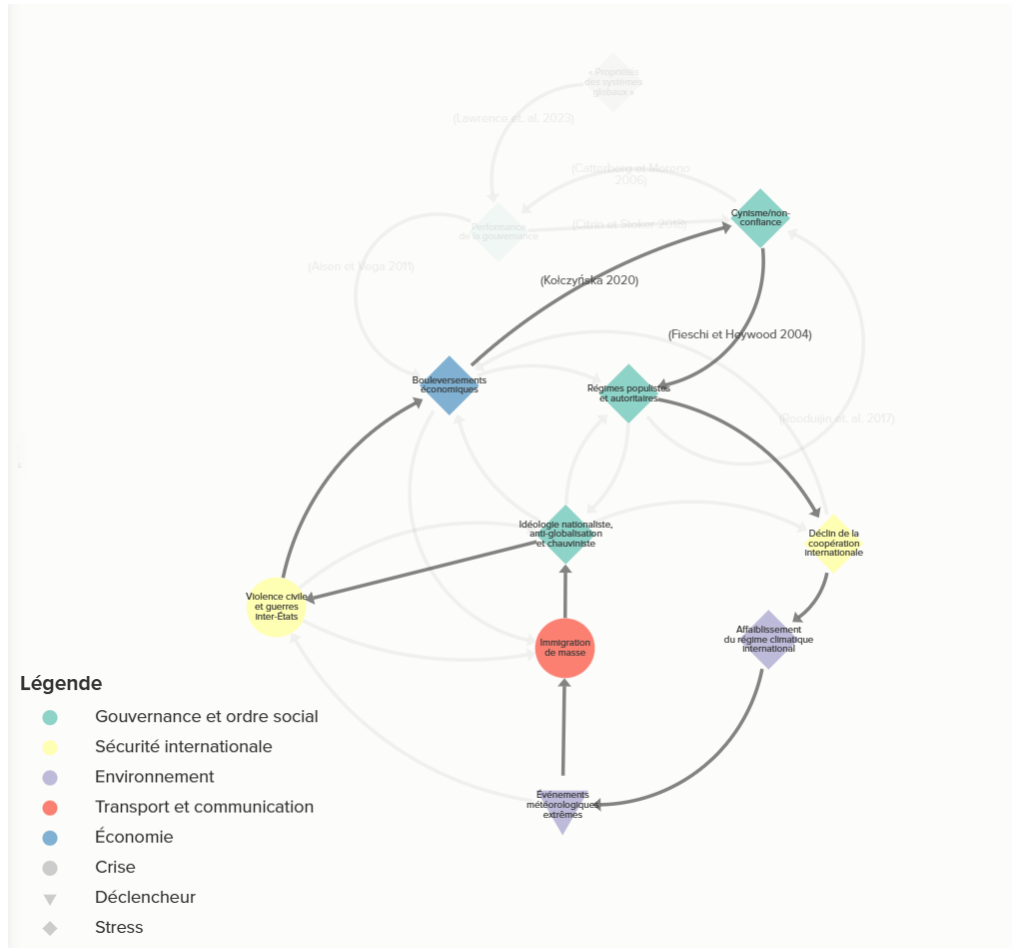 « Propriétés
des systèmes
globaux »
(Lawrence et. al. 2023)
(Catterberg et Moreno
2006)
Cynisme/non-
confiance
Performance
de la gouvernance
(Citrin et Stoker 2018)
(Aisen et Vega 2011)
(Kołczyńska 2020)
(Fieschi et Heywood 2004)
Bouleversements
économiques
Régimes populistes
et autoritaires
(Rooduijn et. al. 2017)
Idéologie nationaliste,
anti-globalisation
et chauviniste
Déclin de la
coopération
internationale
Violence civile
et guerres
inter-États
Affaiblissement
du régime climatique
international
Immigration
de masse
Événements
météorologiques
extrêmes
Légende
Gouvernance et ordre social
Sécurité internationale
Environnement
Transport et communication
Économie
Crise
Déclencheur
Stress